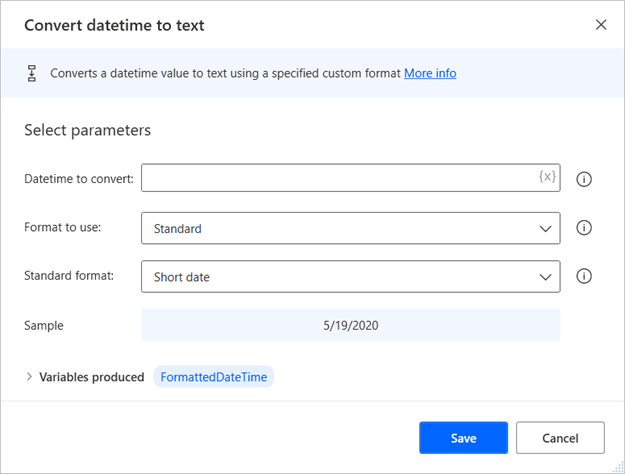 Convert datetime to text
Converts a datetime value to text using a specified custom format More info
Select parameters
Datetime to convert: {x}
Format to use: Standard
Standard format: Short date
Sample 5/19/2020
Variables produced FormattedDateTime
Save Cancel